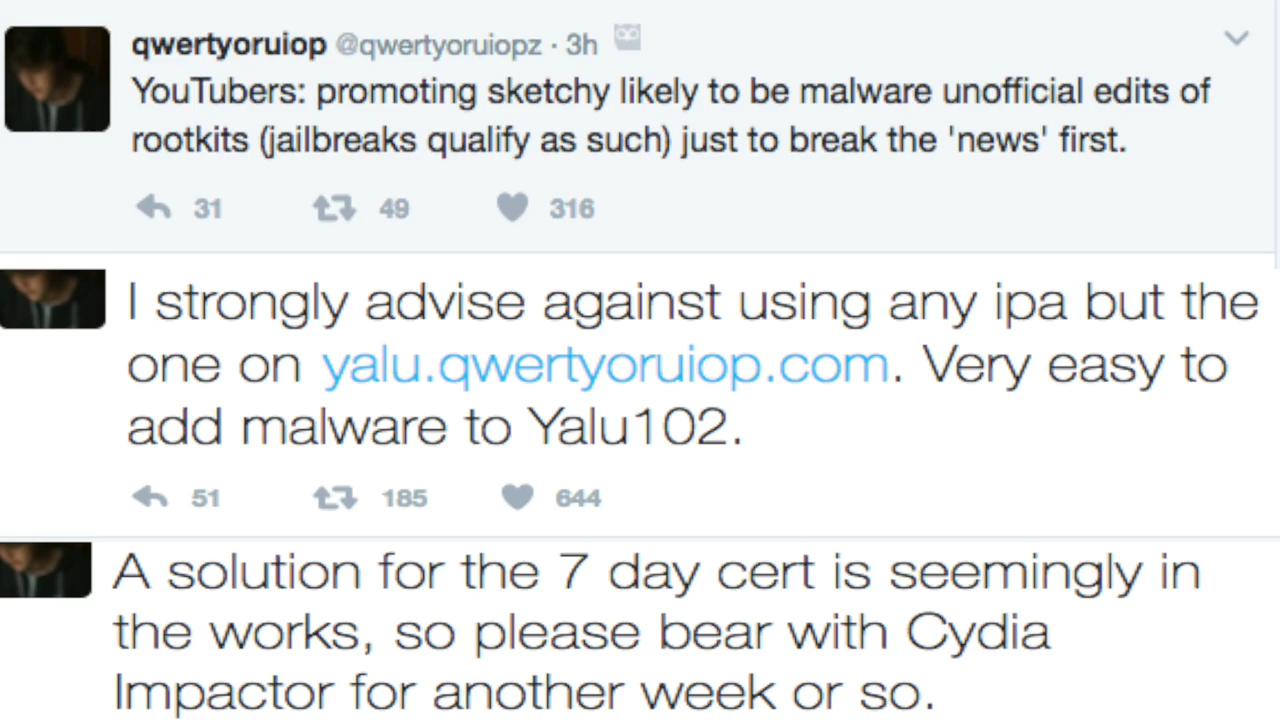 qwertyoruiop @qwertyoruiopz · 3h
YouTubers: promoting sketchy likely to be malware unofficial edits of
rootkits (jailbreaks qualify as such) just to break the 'news' first.
31 49 316
I strongly advise against using any ipa but the
one on yalu.qwertyoruiop.com. Very easy to
add malware to Yalu102.
51 185 644
A solution for the 7 day cert is seemingly in
the works, so please bear with Cydia
Impactor for another week or so.